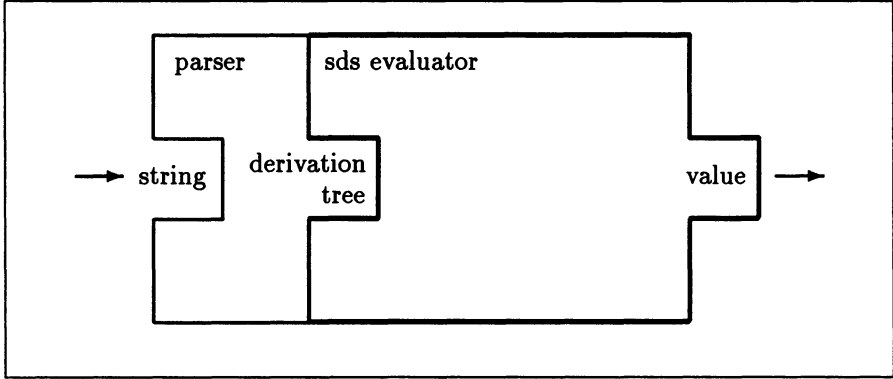 parser
sds evaluator
string
derivation
tree
value